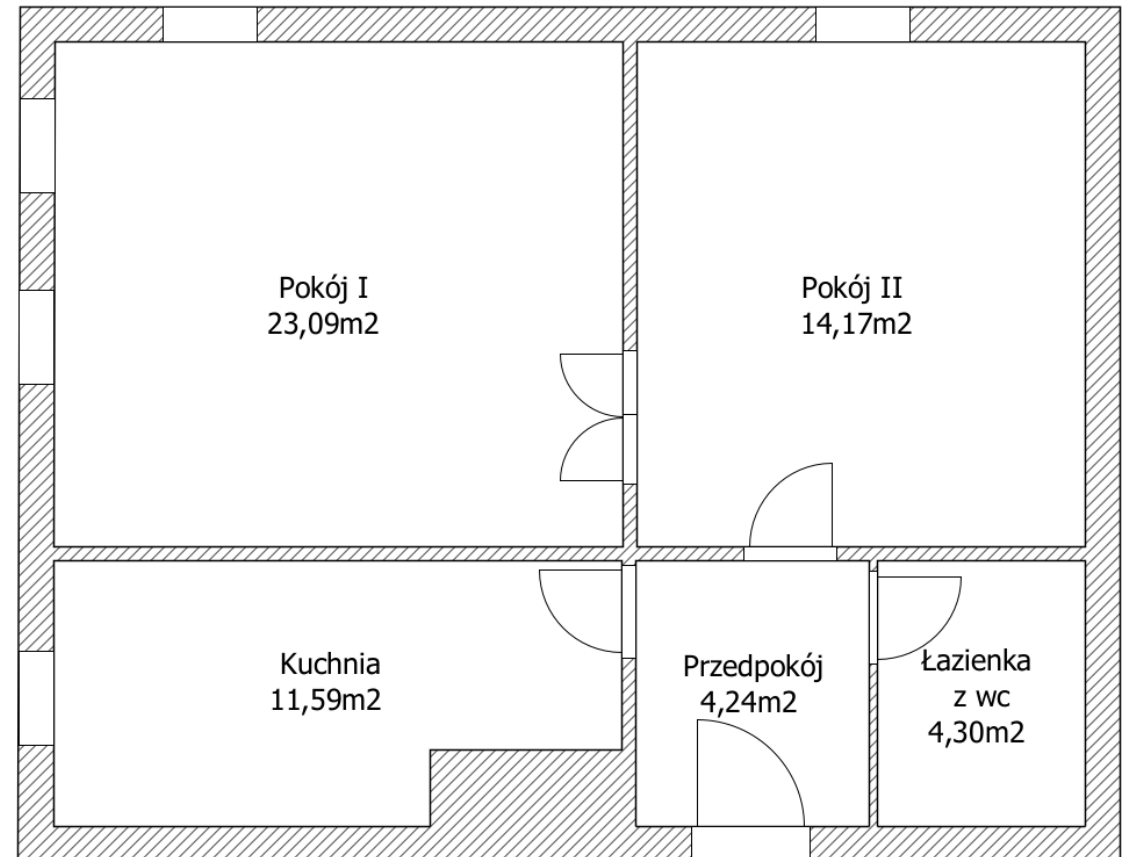 Pokój I
23,09m2
Pokój II
14,17m2
Kuchnia
11,59m2
Przedpokój
4,24m2
Łazienka
z wc
4,30m2